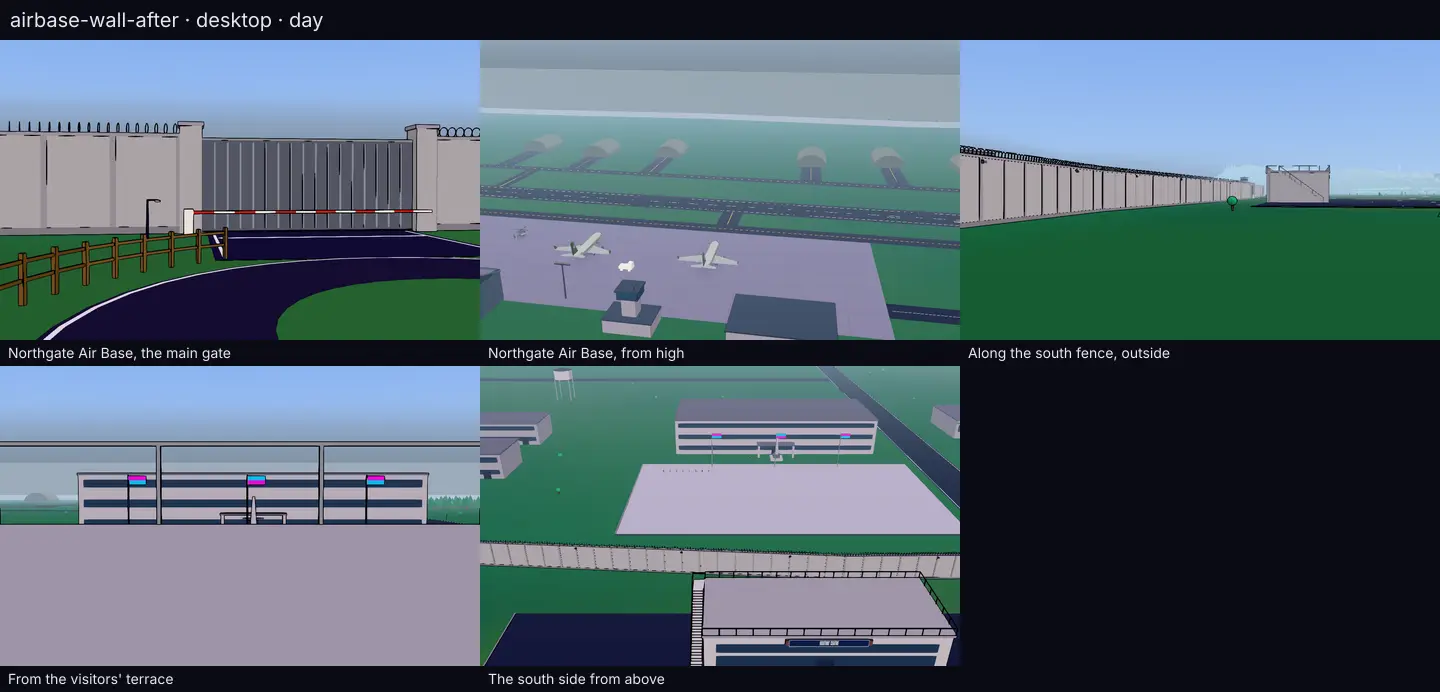 airbase-wall-after · desktop · day
Northgate Air Base, the main gate
Northgate Air Base, from high
Along the south fence, outside
From the visitors' terrace
The south side from above